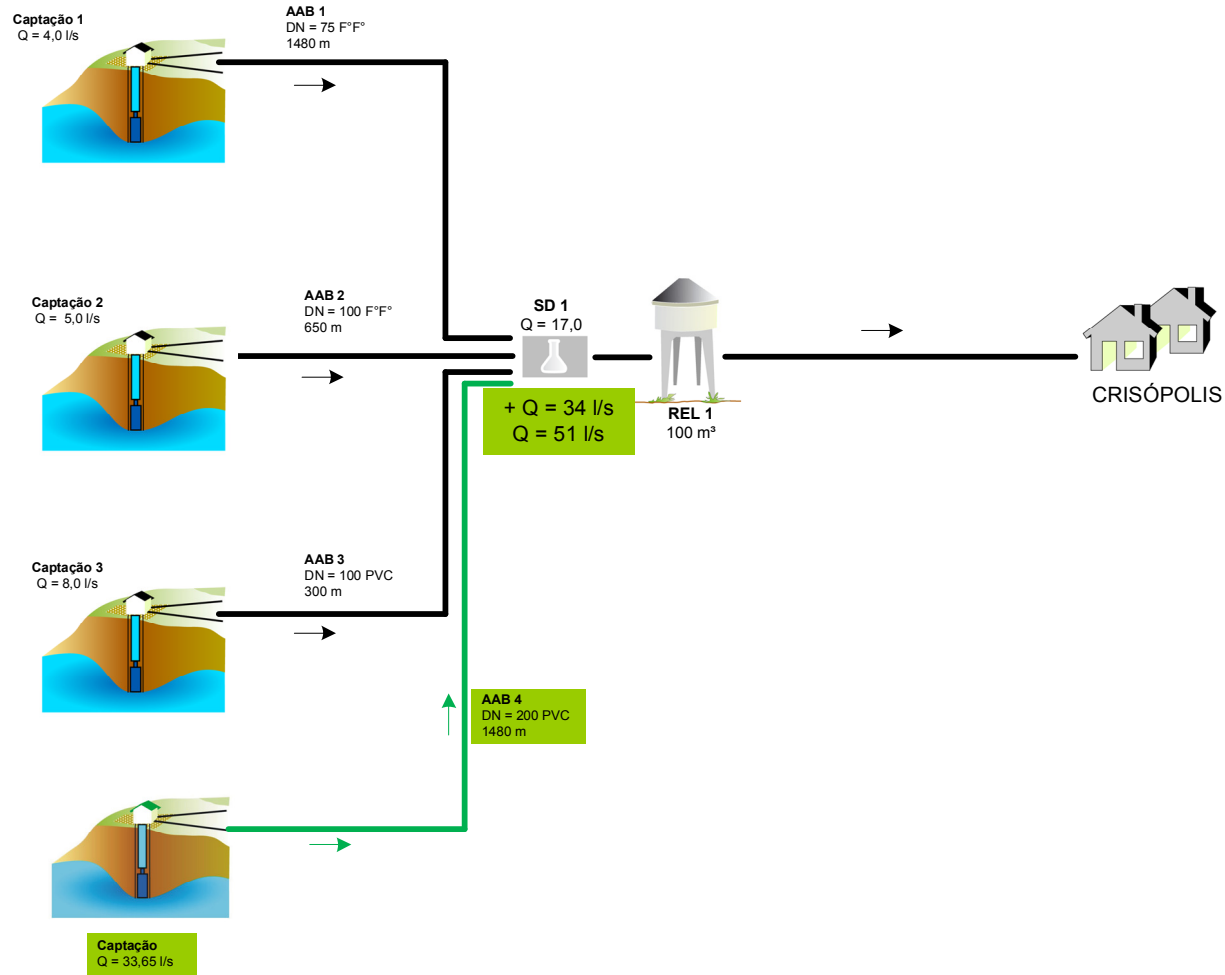 Captação 1
Q = 4,0 l/s
AAB 1
DN = 75 F°F°
1480 m
Captação 2
Q = 5,0 l/s
AAB 2
DN = 100 F°F°
650 m
SD 1
Q = 17,0
+ Q = 34 l/s
Q = 51 l/s
REL 1
100 m³
CRISÓPOLIS
Captação 3
Q = 8,0 l/s
AAB 3
DN = 100 PVC
300 m
AAB 4
DN = 200 PVC
1480 m
Captação
Q = 33,65 l/s